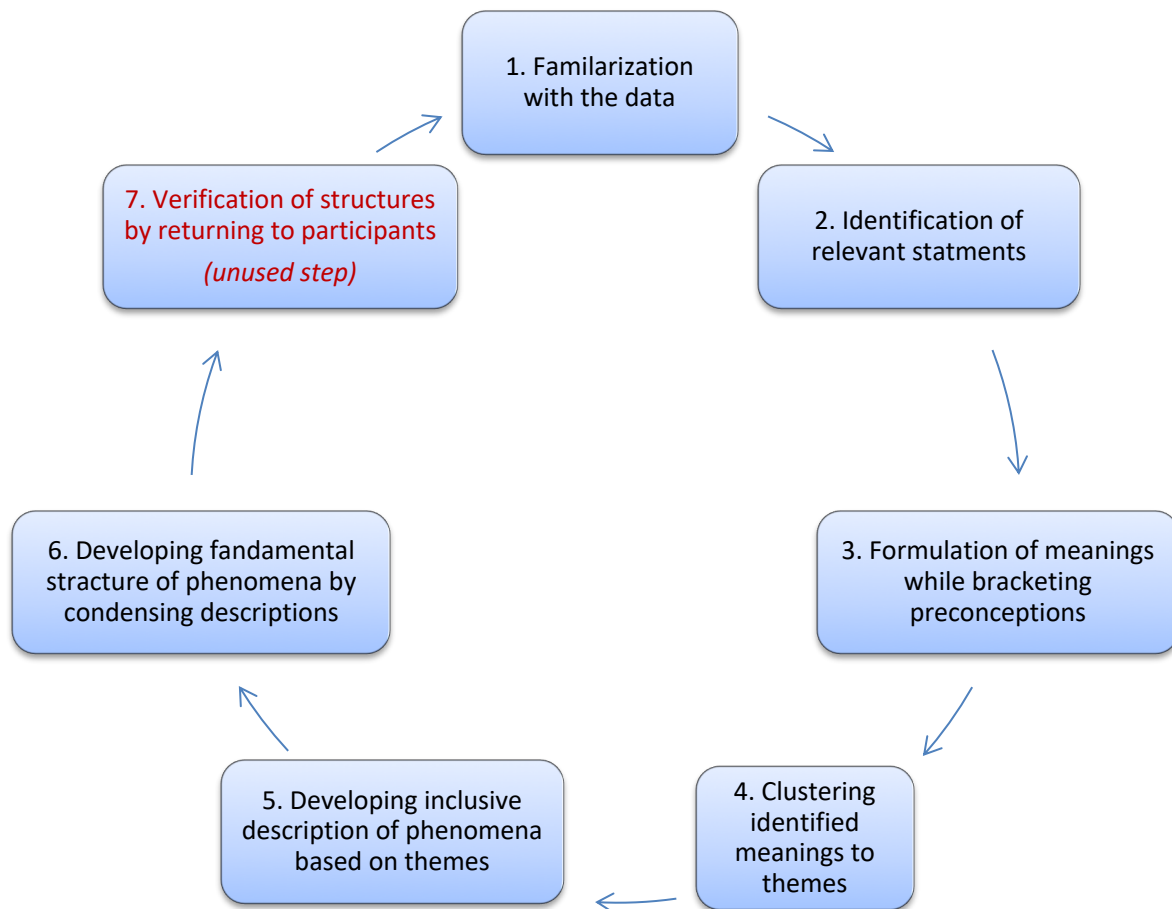 1. Familarization
with the data
2. Identification of
relevant statments
3. Formulation of meanings
while bracketing
preconceptions
4. Clustering
identified
meanings to
themes
5. Developing inclusive
description of phenomena
based on themes
6. Developing fandamental
stracture of phenomena by
condensing descriptions
7. Verification of structures
by returning to participants
(unused step)